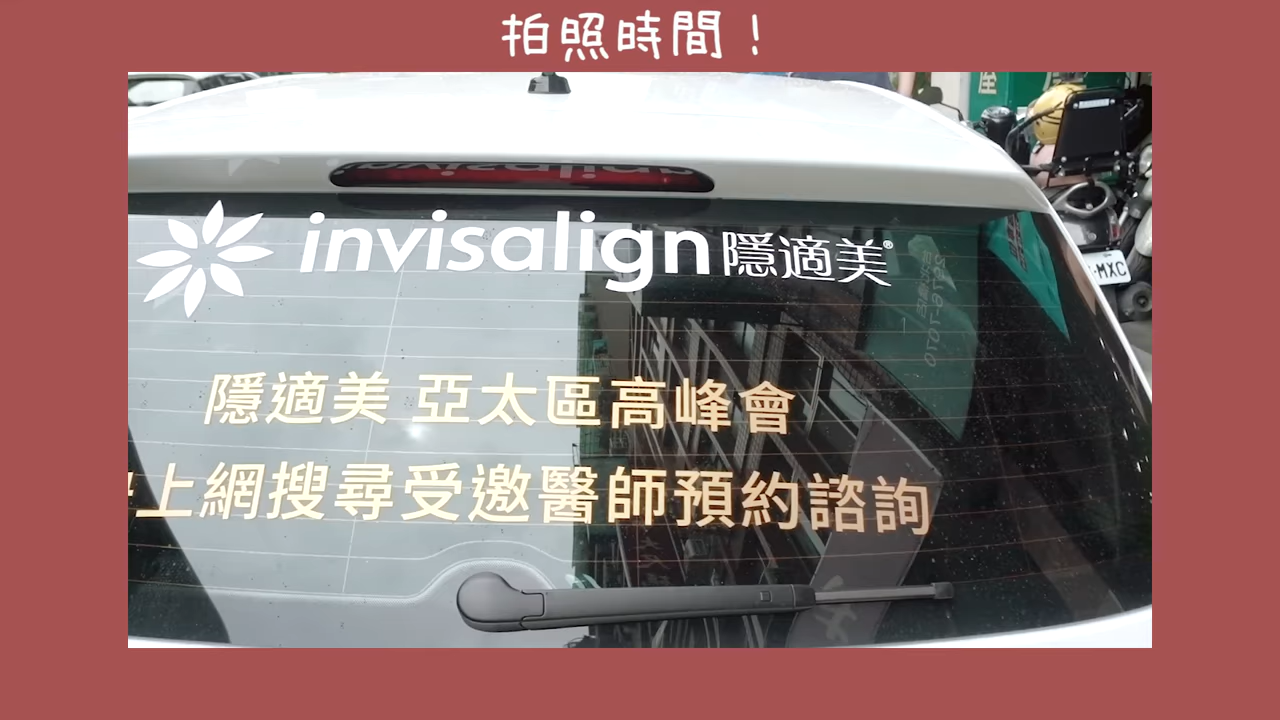 拍照時間！
invisalign 隱適美®
隱適美 亞太區高峰會
上網搜尋受邀醫師預約諮詢
MXC